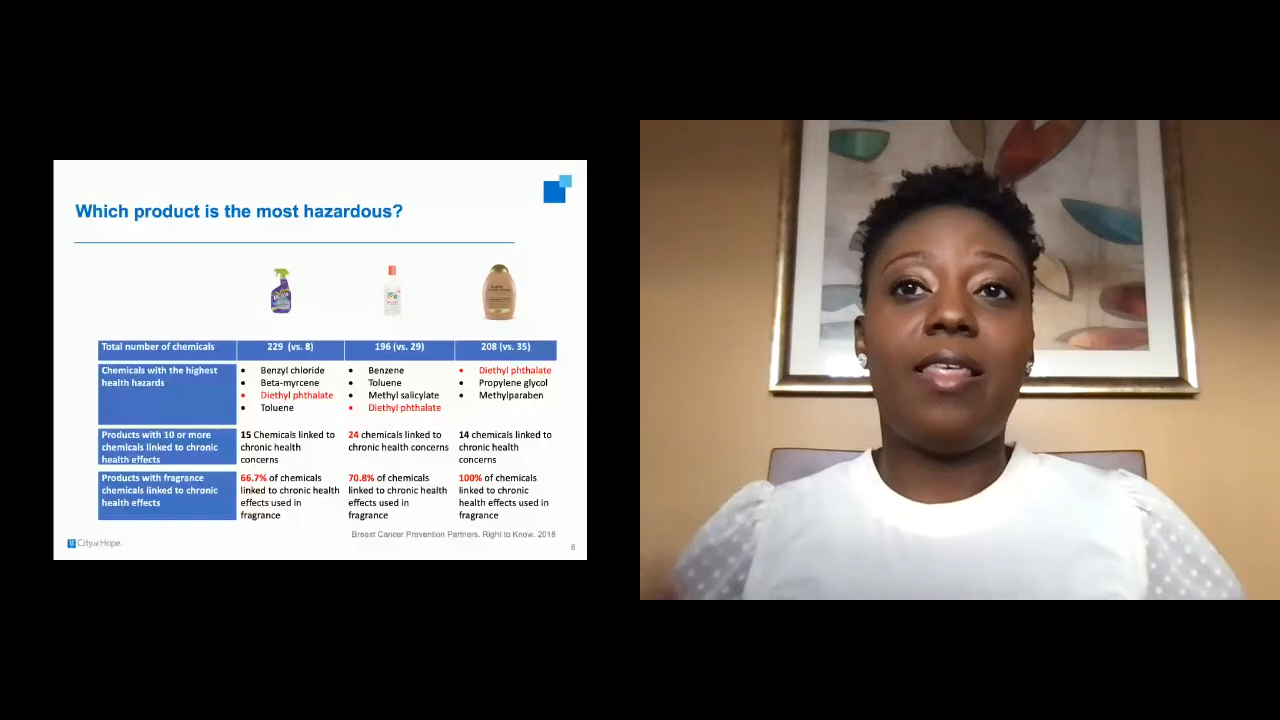 Which product is the most hazardous?
Total number of chemicals
229 (vs. 8)
196 (vs. 29)
208 (vs. 35)
Chemicals with the highest
health hazards
• Benzyl chloride
• Beta-myrcene
• Diethyl phthalate
• Toluene
• Benzene
• Toluene
• Methyl salicylate
• Diethyl phthalate
• Diethyl phthalate
• Propylene glycol
• Methylparaben
Products with 10 or more
chemicals linked to chronic
health effects
15 Chemicals linked to
chronic health
concerns
24 chemicals linked to
chronic health concerns
14 chemicals linked to
chronic health
concerns
Products with fragrance
chemicals linked to chronic
health effects
66.7% of chemicals
linked to chronic health
effects used in
fragrance
70.8% of chemicals
linked to chronic health
effects used in
fragrance
100% of chemicals
linked to chronic
health effects used in
fragrance
Breast Cancer Prevention Partners. Right to Know. 2018
City of Hope.